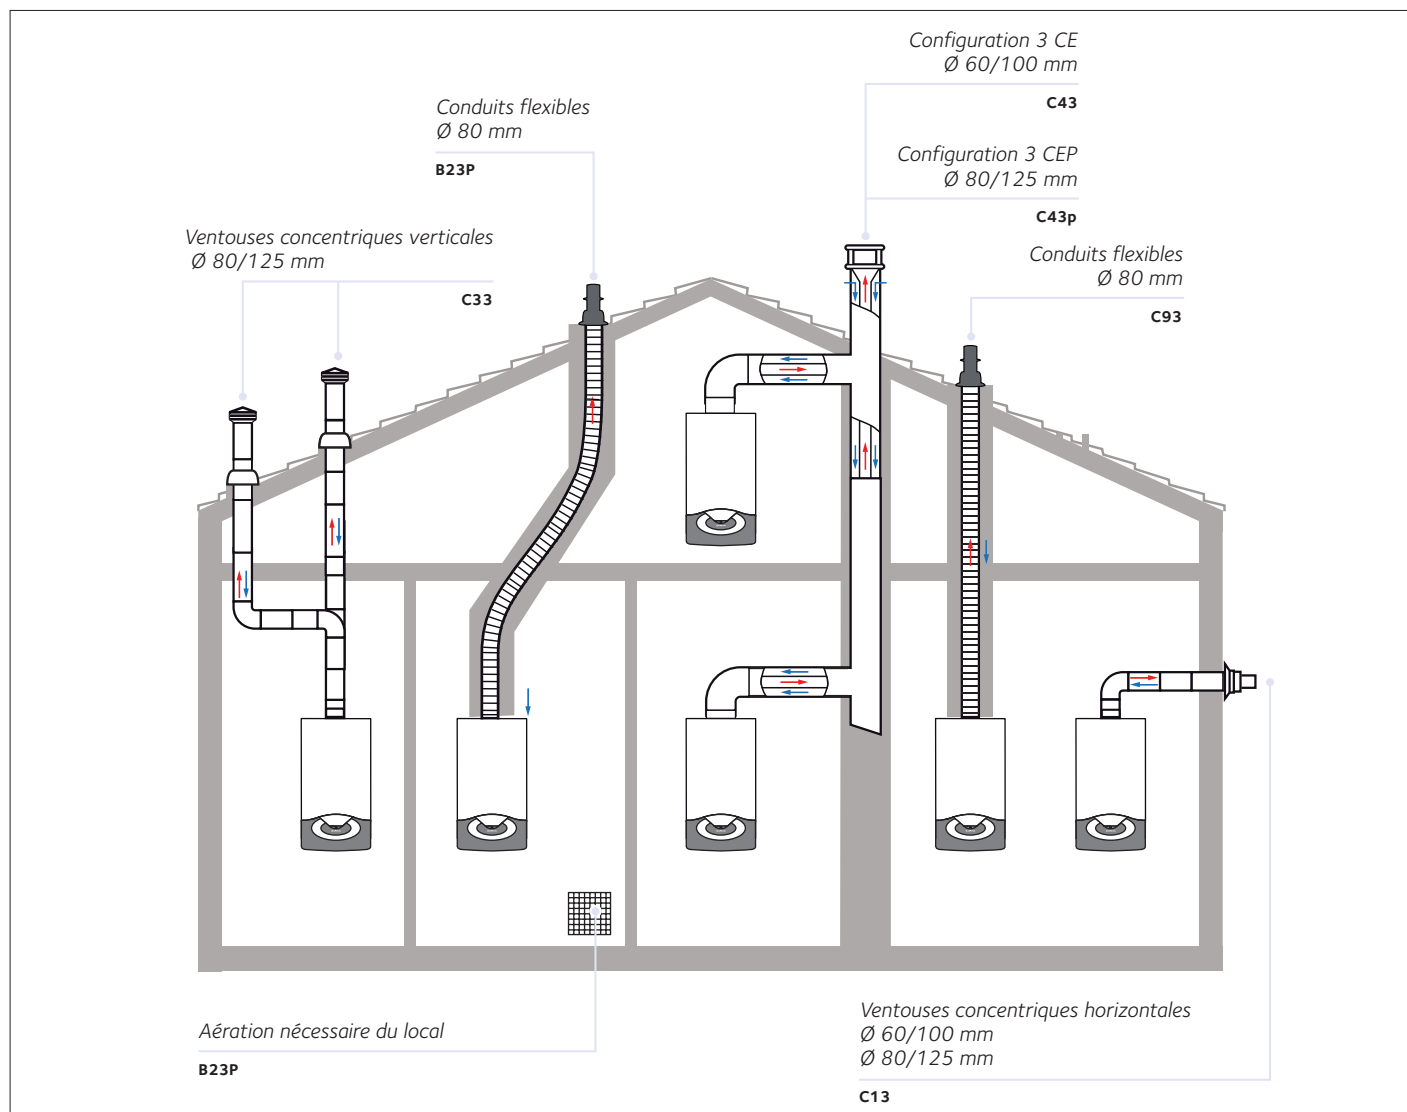 Configuration 3 CE
Ø 60/100 mm
C43
Conduits flexibles
Ø 80 mm
B23P
Configuration 3 CEP
Ø 80/125 mm
C43p
Ventouses concentriques verticales
Ø 80/125 mm
C33
Conduits flexibles
Ø 80 mm
C93
Aération nécessaire du local
B23P
Ventouses concentriques horizontales
Ø 60/100 mm
Ø 80/125 mm
C13